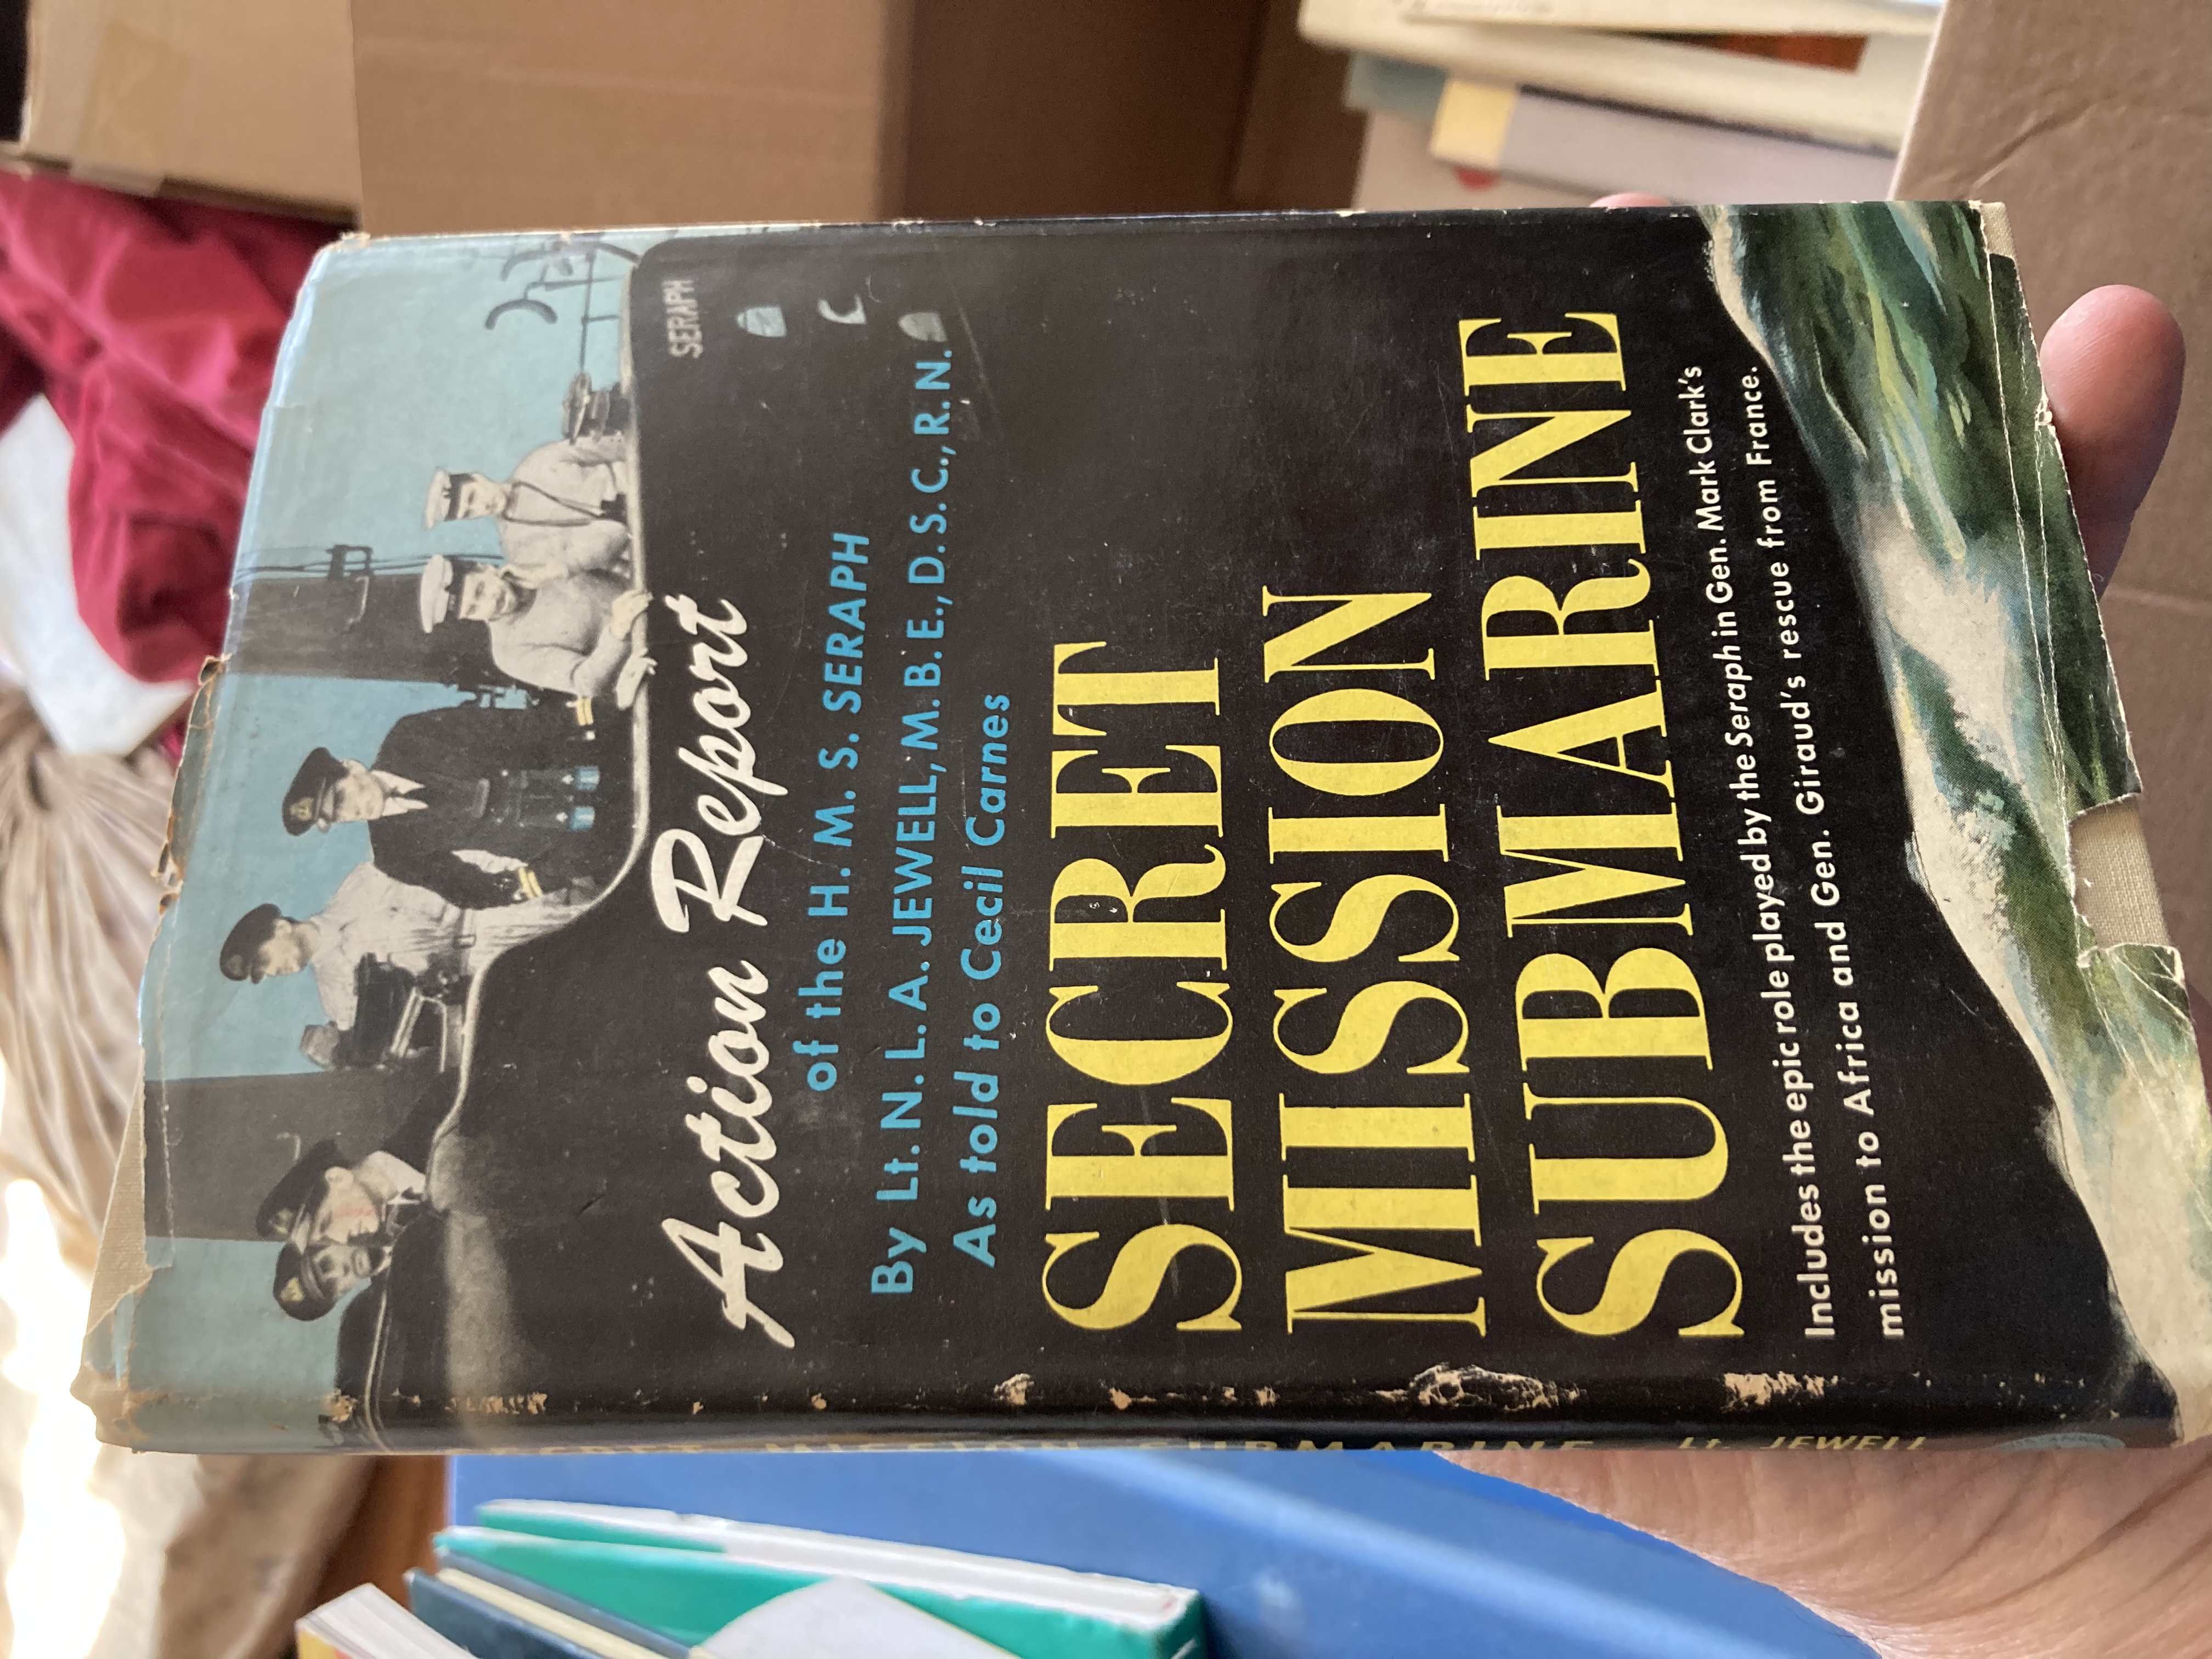 SERAPH
Action Report
of the H. M. S. SERAPH
By Lt. N. L. A. JEWELL, M. B. E., D. S. C., R. N.
As told to Cecil Carnes
SECRET
MISSION
SUBMARINE
Includes the epic role played by the Seraph in Gen. Mark Clark's
mission to Africa and Gen. Giraud's rescue from France.
SECRET MISSION SUBMARINE Lt. JEWELL